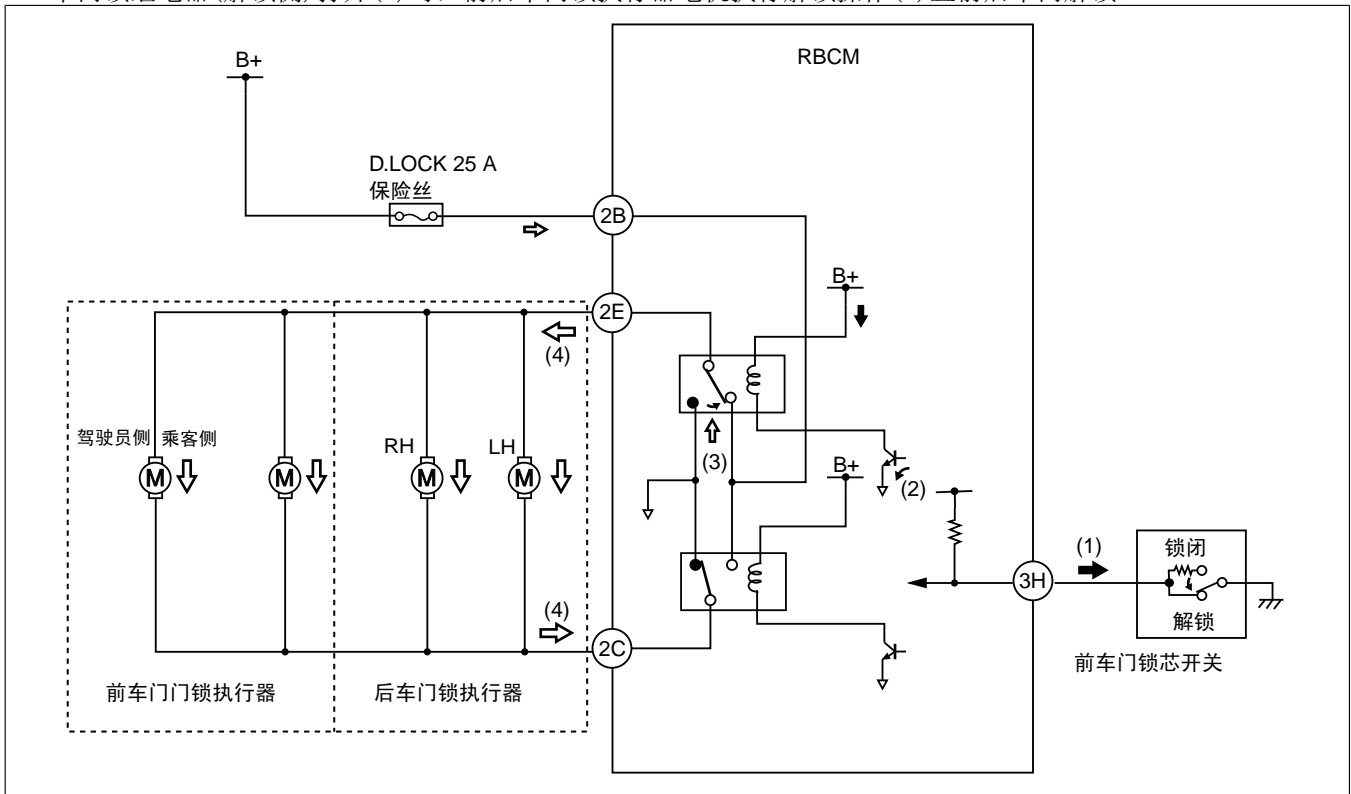 RBCM
B+
D.LOCK 25 A
保险丝
2B
B+
2E
(4)
(3)
驾驶员侧 乘客侧
RH
LH
M
M
M
M
B+
(2)
(1)
锁闭
3H
解锁
(4)
2C
前车门锁芯开关
前车门门锁执行器
后车门锁执行器